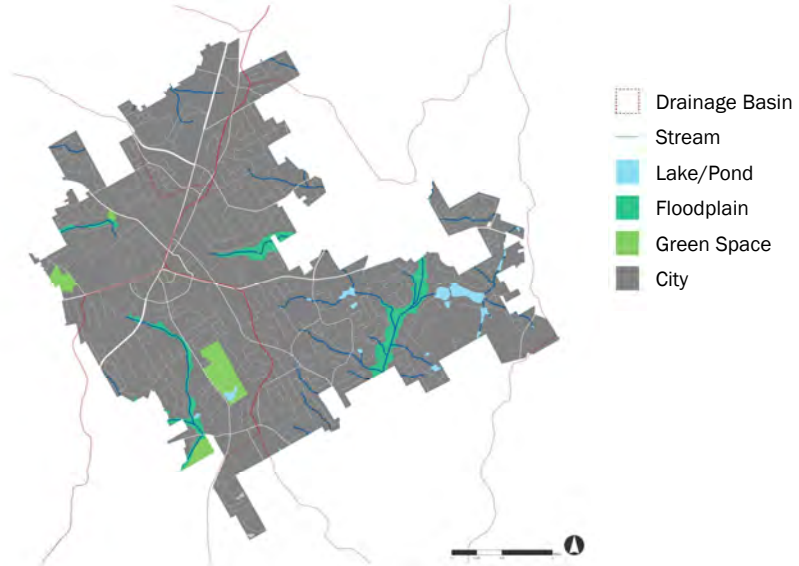 Drainage Basin
Stream
Lake/Pond
Floodplain
Green Space
City